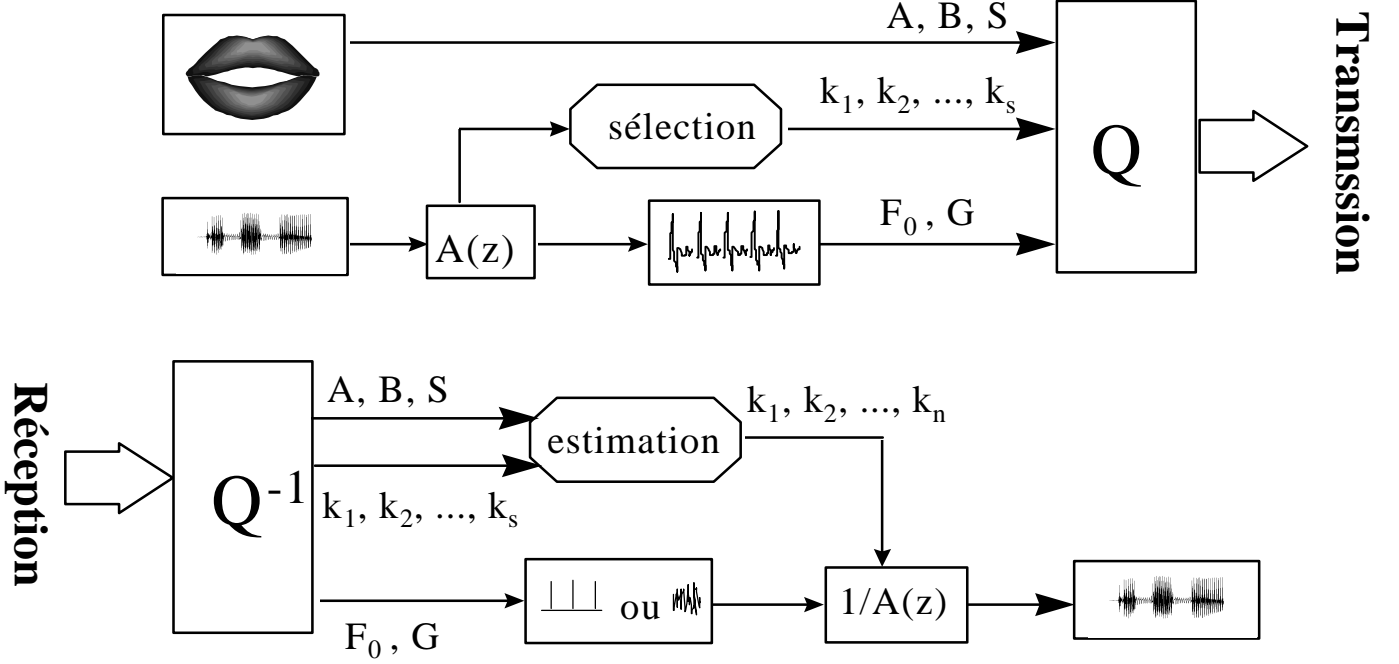 A, B, S
k₁, k₂, ..., kₛ
sélection
Q
Transmssion
A(z)
F₀ , G
Réception
Q⁻¹
A, B, S
k₁, k₂, ..., kₙ
estimation
k₁, k₂, ..., kₛ
ou
1/A(z)
F₀ , G